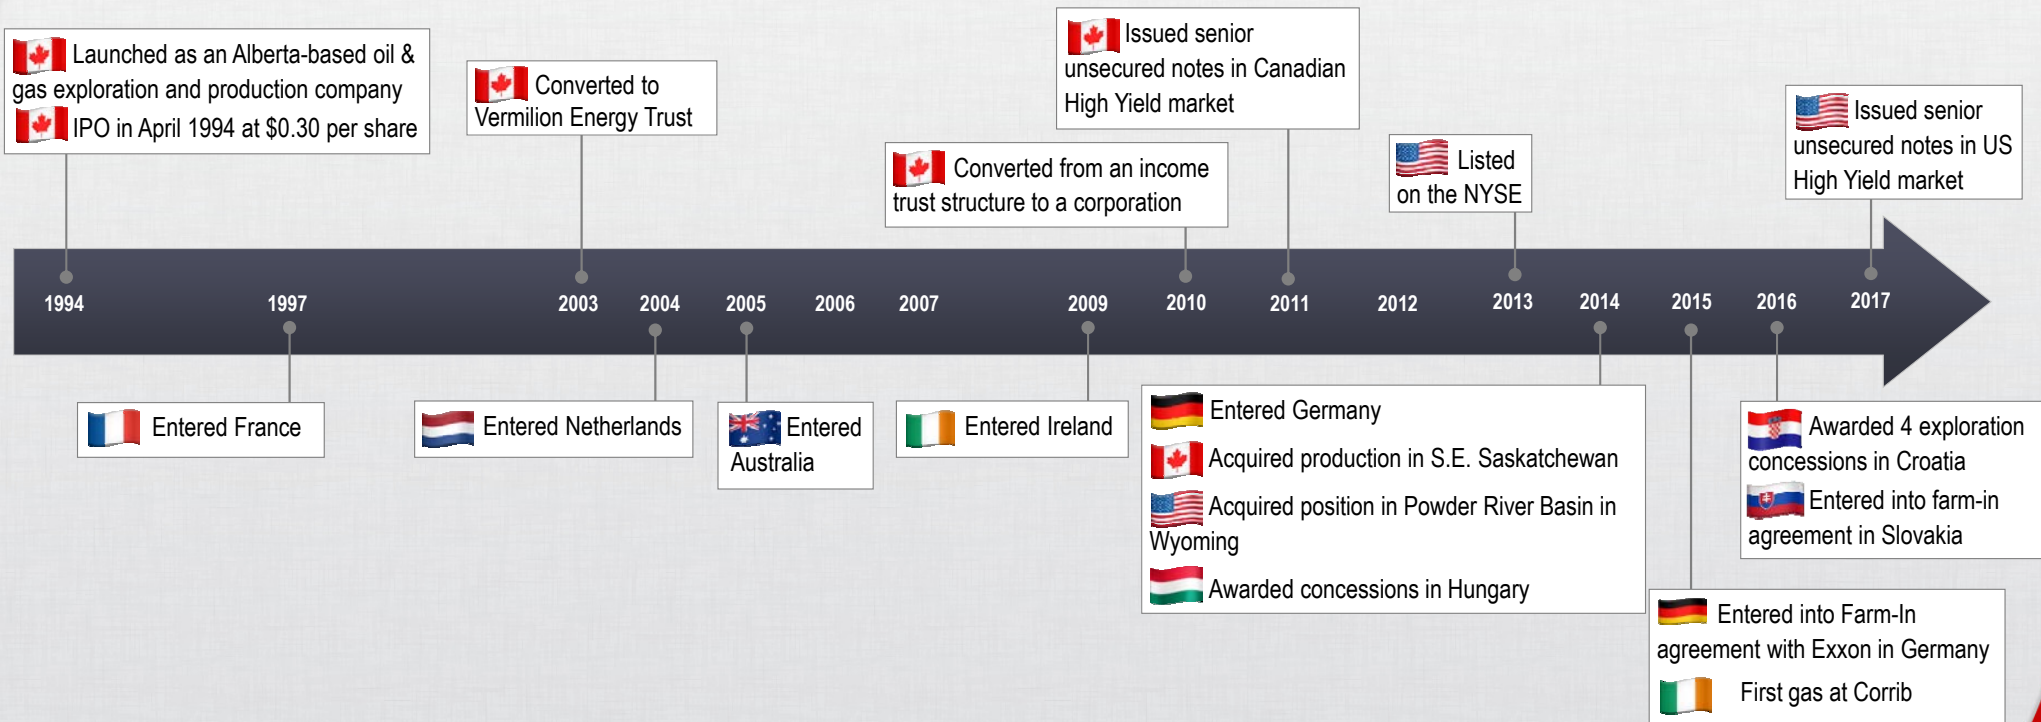 Launched as an Alberta-based oil &
gas exploration and production company
IPO in April 1994 at $0.30 per share
Converted to
Vermilion Energy Trust
Converted from an income
trust structure to a corporation
Issued senior
unsecured notes in Canadian
High Yield market
Listed
on the NYSE
Issued senior
unsecured notes in US
High Yield market
1994 1997 2003 2004 2005 2006 2007 2009 2010 2011 2012 2013 2014 2015 2016 2017
Entered France
Entered Netherlands
Entered
Australia
Entered Ireland
Entered Germany
Acquired production in S.E. Saskatchewan
Acquired position in Powder River Basin in
Wyoming
Awarded concessions in Hungary
Entered into Farm-In
agreement with Exxon in Germany
First gas at Corrib
Awarded 4 exploration
concessions in Croatia
Entered into farm-in
agreement in Slovakia